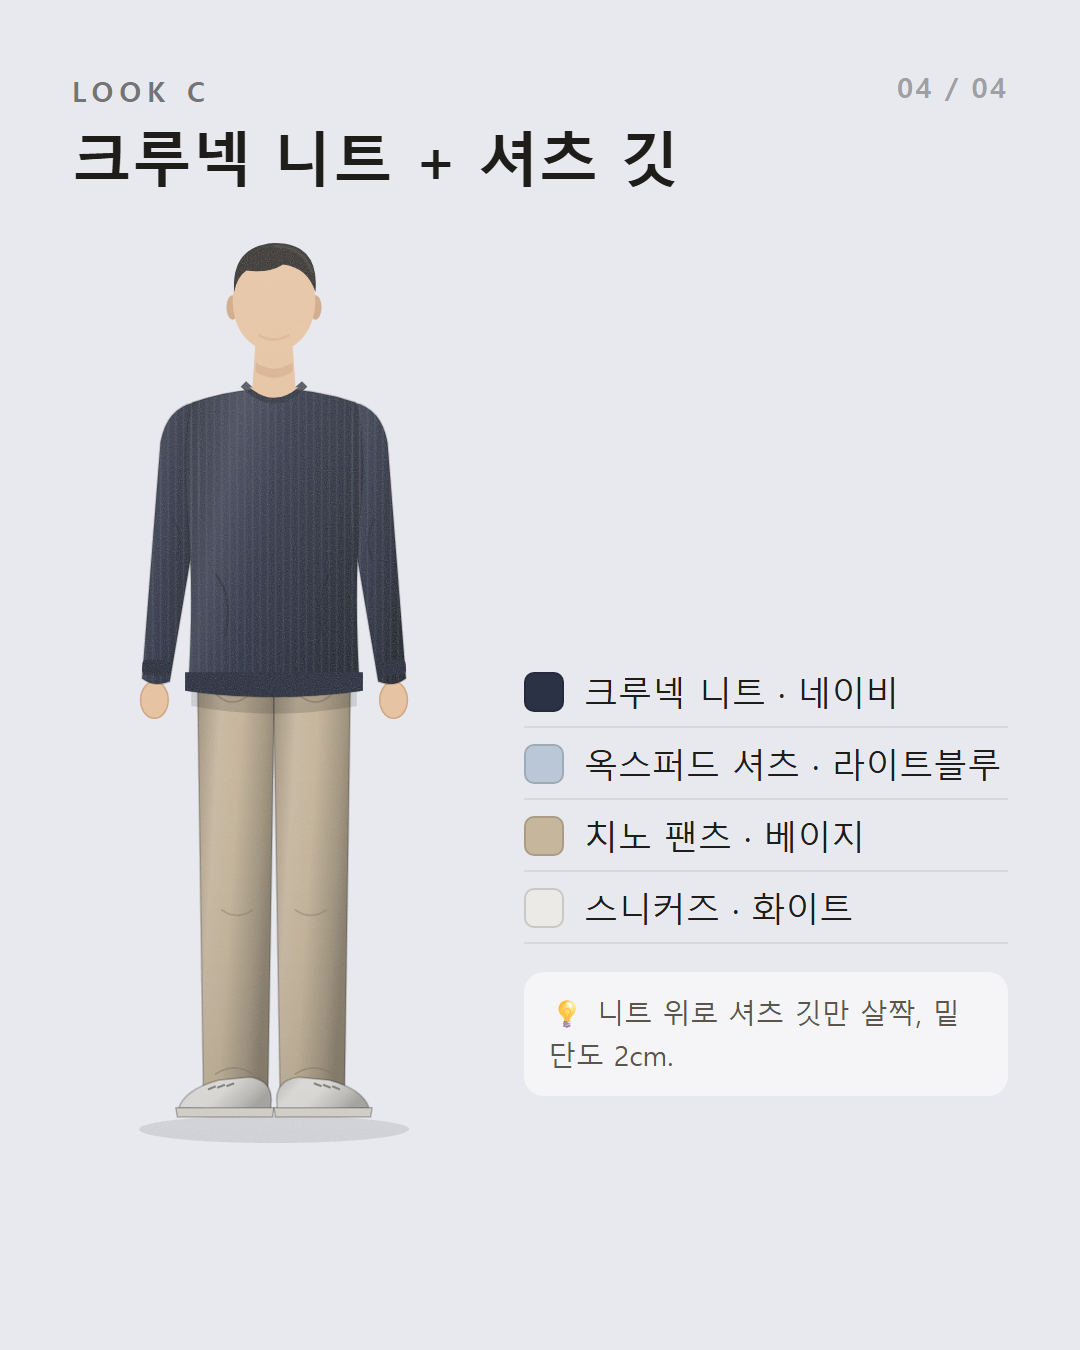 LOOK C
04 / 04
크루넥 니트 + 셔츠 깃
크루넥 니트 · 네이비
옥스퍼드 셔츠 · 라이트블루
치노 팬츠 · 베이지
스니커즈 · 화이트
💡 니트 위로 셔츠 깃만 살짝, 밑
단도 2cm.